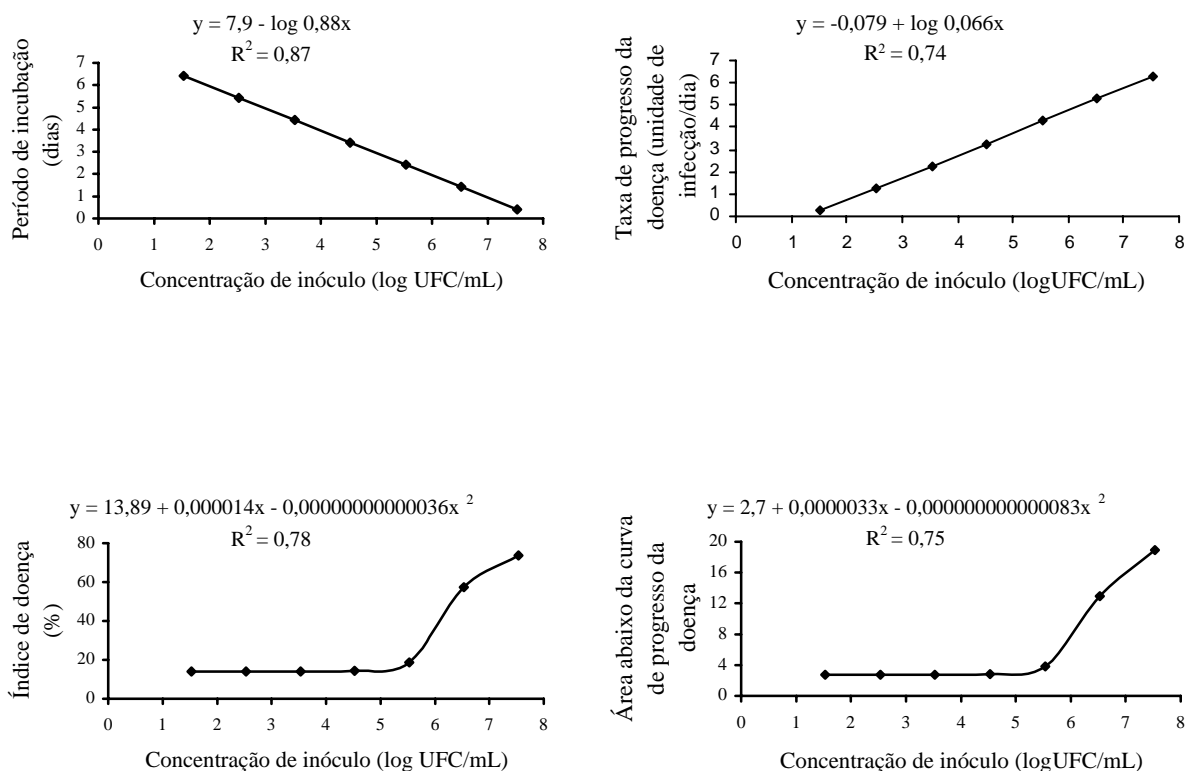 y = 7,9 - log 0,88x
R² = 0,87
Período de incubação
(dias)
7
6
5
4
3
2
1
0
0 1 2 3 4 5 6 7 8
Concentração de inóculo (log UFC/mL)
y = -0,079 + log 0,066x
R² = 0,74
Taxa de progresso da
doença (unidade de
infecção/dia)
7
6
5
4
3
2
1
0
0 1 2 3 4 5 6 7 8
Concentração de inóculo (logUFC/mL)
y = 13,89 + 0,000014x - 0,000000000000036x ²
R² = 0,78
Índice de doença
(%)
80
60
40
20
0
0 1 2 3 4 5 6 7 8
Concentração de inóculo (log UFC/mL)
y = 2,7 + 0,0000033x - 0,000000000000083x ²
R² = 0,75
Área abaixo da curva
de progresso da
doença
20
16
12
8
4
0
0 1 2 3 4 5 6 7 8
Concentração de inóculo (logUFC/mL)